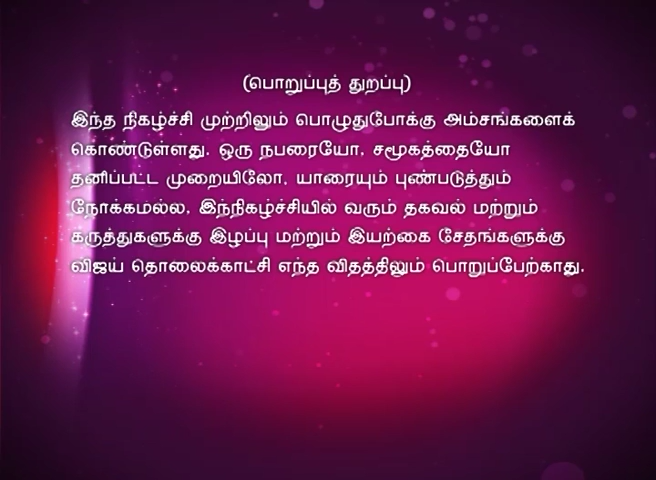 (பொறுப்புத் துறப்பு)
இந்த நிகழ்ச்சி முற்றிலும் பொழுதுபோக்கு அம்சங்களைக்
கொண்டுள்ளது. ஒரு நபரையோ, சமூகத்தையோ
தனிப்பட்ட முறையிலோ, யாரையும் புண்படுத்தும்
நோக்கமல்ல, இந்நிகழ்ச்சியில் வரும் தகவல் மற்றும்
கருத்துகளுக்கு இழப்பு மற்றும் இயற்கை சேதங்களுக்கு
விஜய் தொலைக்காட்சி எந்த விதத்திலும் பொறுப்பேற்காது.